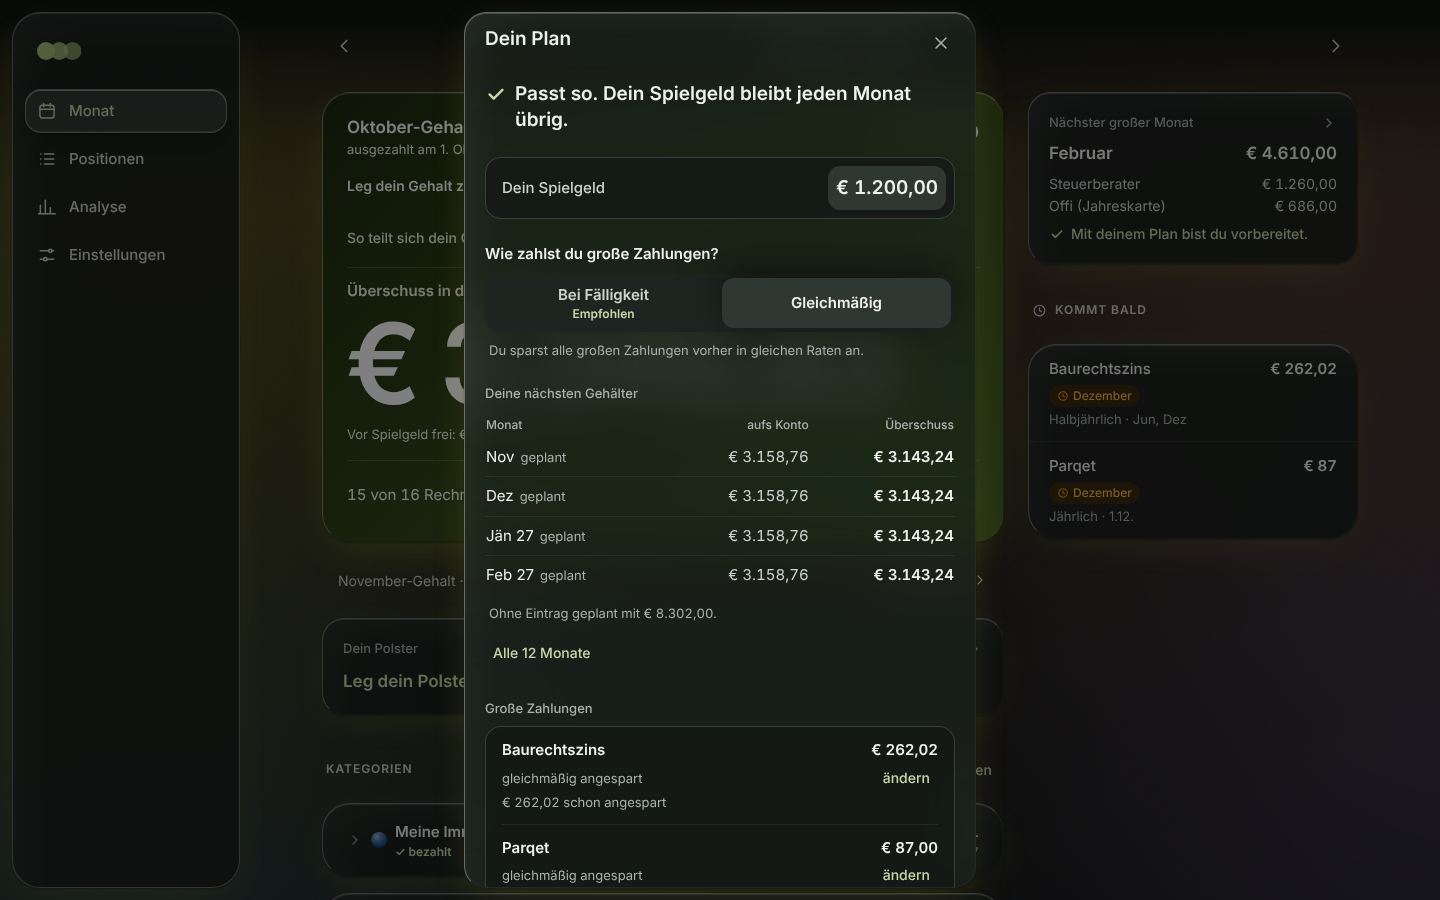 Monat
Positionen
Analyse
Einstellungen
Oktober-Geha
ausgezahlt am 1. O
Leg dein Gehalt z
So teilt sich dein
Überschuss in d
€ 3
Vor Spielgeld frei: €
15 von 16 Rechn
November-Gehalt ·
Dein Polster
Leg dein Polste
KATEGORIEN
en
Meine Imm
✓ bezahlt
Dein Plan
Passt so. Dein Spielgeld bleibt jeden Monat
übrig.
Dein Spielgeld € 1.200,00
Wie zahlst du große Zahlungen?
Bei Fälligkeit
Empfohlen
Gleichmäßig
Du sparst alle großen Zahlungen vorher in gleichen Raten an.
Deine nächsten Gehälter
Monat aufs Konto Überschuss
Nov geplant € 3.158,76 € 3.143,24
Dez geplant € 3.158,76 € 3.143,24
Jän 27 geplant € 3.158,76 € 3.143,24
Feb 27 geplant € 3.158,76 € 3.143,24
Ohne Eintrag geplant mit € 8.302,00.
Alle 12 Monate
Große Zahlungen
Baurechtszins € 262,02
gleichmäßig angespart ändern
€ 262,02 schon angespart
Parqet € 87,00
gleichmäßig angespart ändern
Nächster großer Monat
Februar € 4.610,00
Steuerberater € 1.260,00
Offi (Jahreskarte) € 686,00
Mit deinem Plan bist du vorbereitet.
KOMMT BALD
Baurechtszins € 262,02
Dezember
Halbjährlich · Jun, Dez
Parqet € 87
Dezember
Jährlich · 1.12.